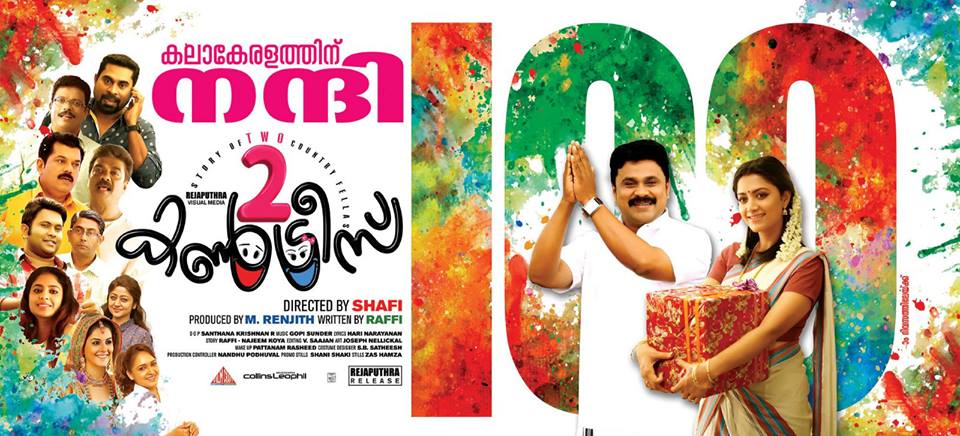 കലാകേരളത്തിന്
നന്ദി
STORY OF TWO COUNTRY FELLAS
REJAPUTHRA
VISUAL MEDIA
2
കൺട്രീസ്
DIRECTED BY SHAFI
PRODUCED BY M. RENJITH WRITTEN BY RAFFI
D O P SANTHANA KRISHNAN R MUSIC GOPI SUNDER LYRICS HARI NARAYANAN
STORY RAFFI - NAJEEM KOYA EDITING V. SAAJAN ART JOSEPH NELLICKAL
MAKE UP PATTANAM RASHEED COSTUME DESIGNER S.B. SATHEESH
PRODUCTION CONTROLLER NANDHU PODHUVAL PROMO STILLS SHANI SHAKI STILLS ZAS HAMZA
collinsLeophil
REJAPUTHRA
RELEASE
100
ാം ദിവസത്തിലേയ്ക്ക്